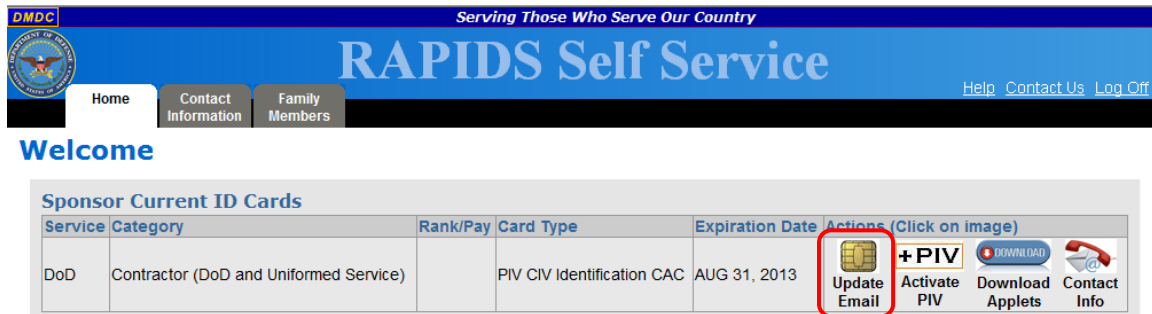 DMDC
Serving Those Who Serve Our Country
RAPIDS Self Service
Help Contact Us Log Off
Home Contact Information Family Members
Welcome
Sponsor Current ID Cards
Service Category Rank/Pay Card Type Expiration Date Actions (Click on image)
DoD Contractor (DoD and Uniformed Service) PIV CIV Identification CAC AUG 31, 2013
+PIV DOWNLOAD @
Update Email Activate PIV Download Applets Contact Info